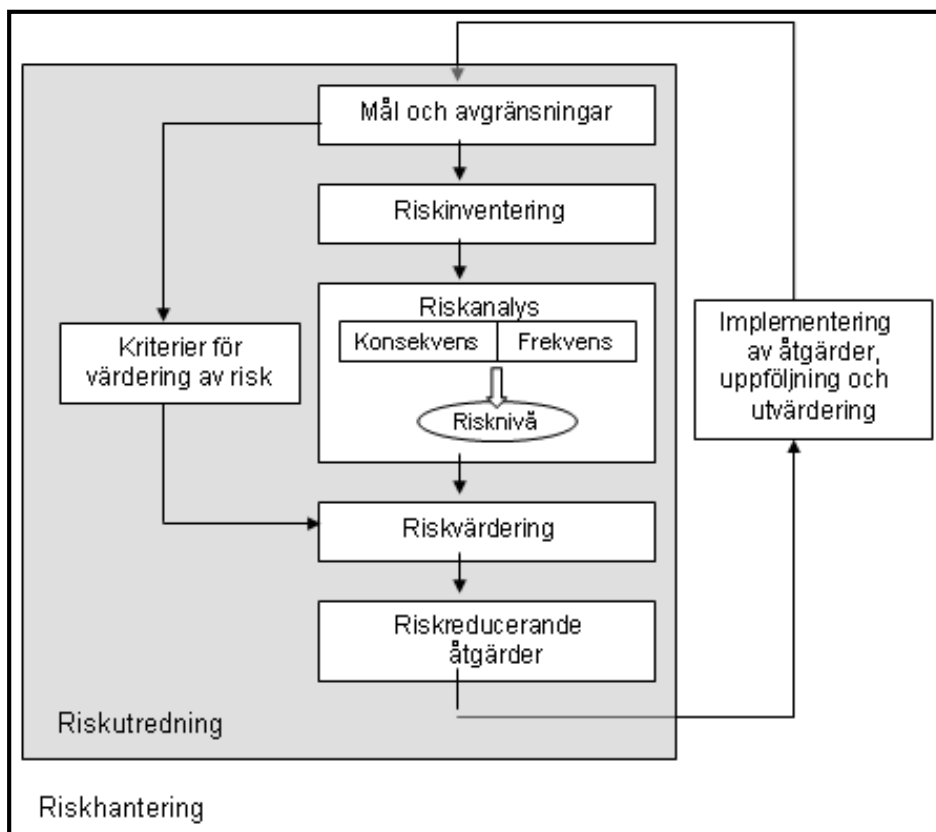 Mål och avgränsningar
Riskinventering
Riskanalys
Konsekvens
Frekvens
Risknivå
Kriterier för
värdering av risk
Implementering
av åtgärder,
uppföljning och
utvärdering
Riskvärdering
Riskreducerande
åtgärder
Riskutredning
Riskhantering